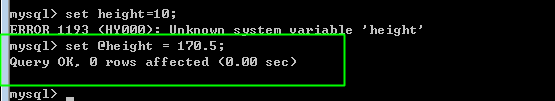 mysql> set height=10;
ERROR 1193 (HY000): Unknown system variable 'height'
mysql> set @height = 170.5;
Query OK, 0 rows affected (0.00 sec)
mysql> _